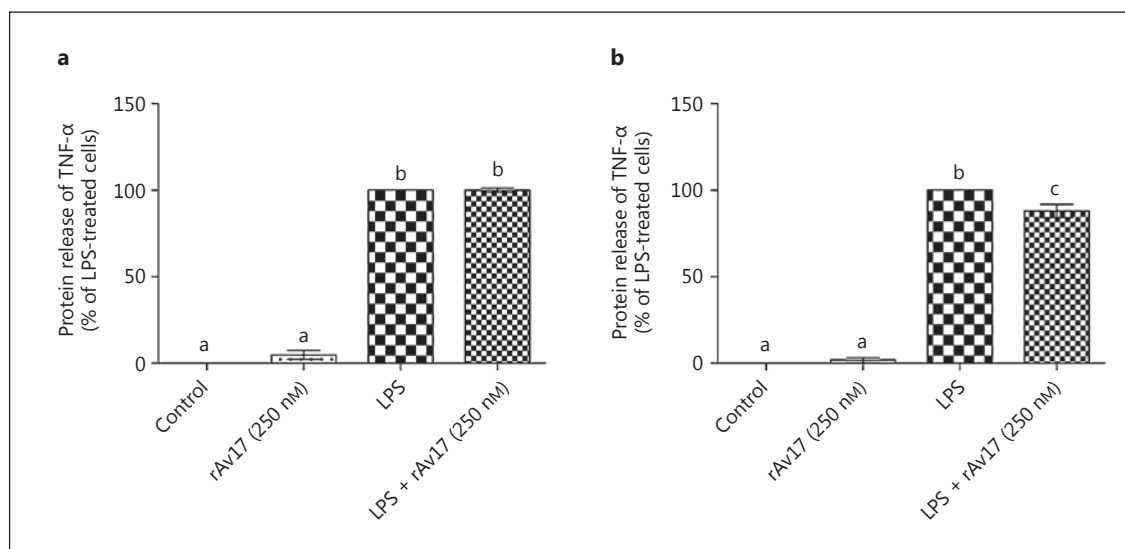 a
Protein release of TNF-α
(% of LPS-treated cells)
150
100
50
0
a
a
b
b
Control
rAv17 (250 nM)
LPS
LPS + rAv17 (250 nM)
b
Protein release of TNF-α
(% of LPS-treated cells)
150
100
50
0
a
a
b
c
Control
rAv17 (250 nM)
LPS
LPS + rAv17 (250 nM)